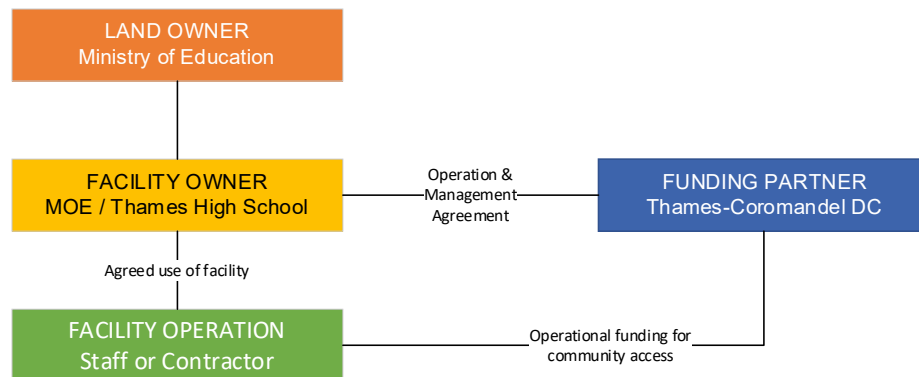 LAND OWNER
Ministry of Education
FACILITY OWNER
MOE / Thames High School
Operation &
Management
Agreement
FUNDING PARTNER
Thames-Coromandel DC
Agreed use of facility
FACILITY OPERATION
Staff or Contractor
Operational funding for
community access